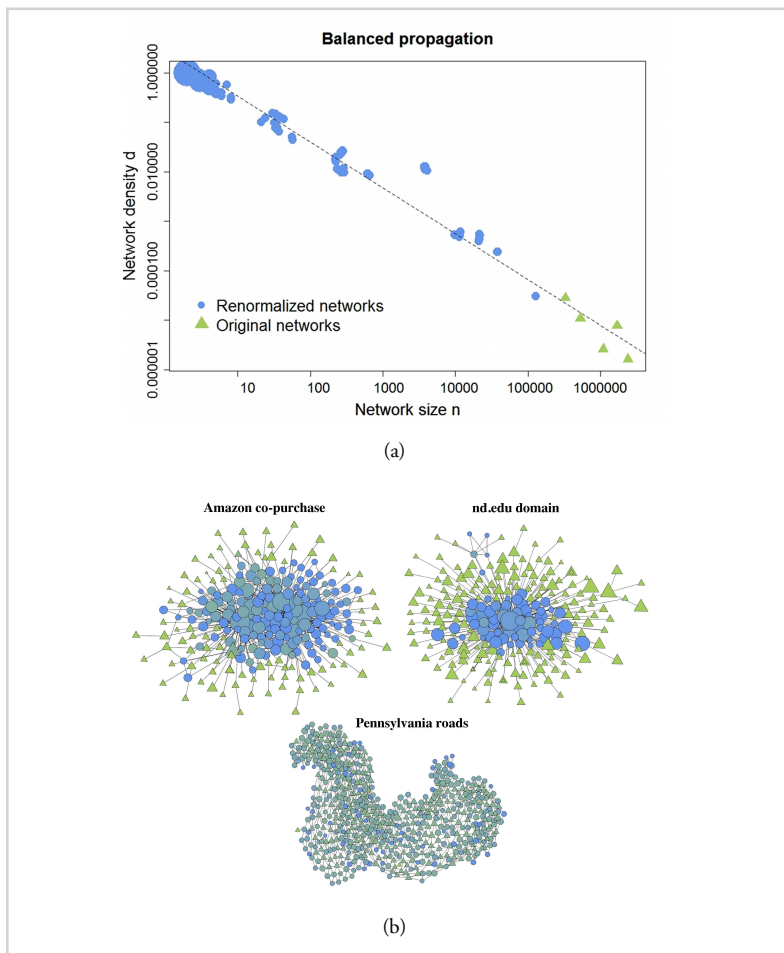 Balanced propagation
Network density d
1.000000
0.010000
0.000100
0.000001
Renormalized networks
Original networks
10 100 1000 10000 100000 1000000
Network size n
(a)
Amazon co-purchase
nd.edu domain
Pennsylvania roads
(b)